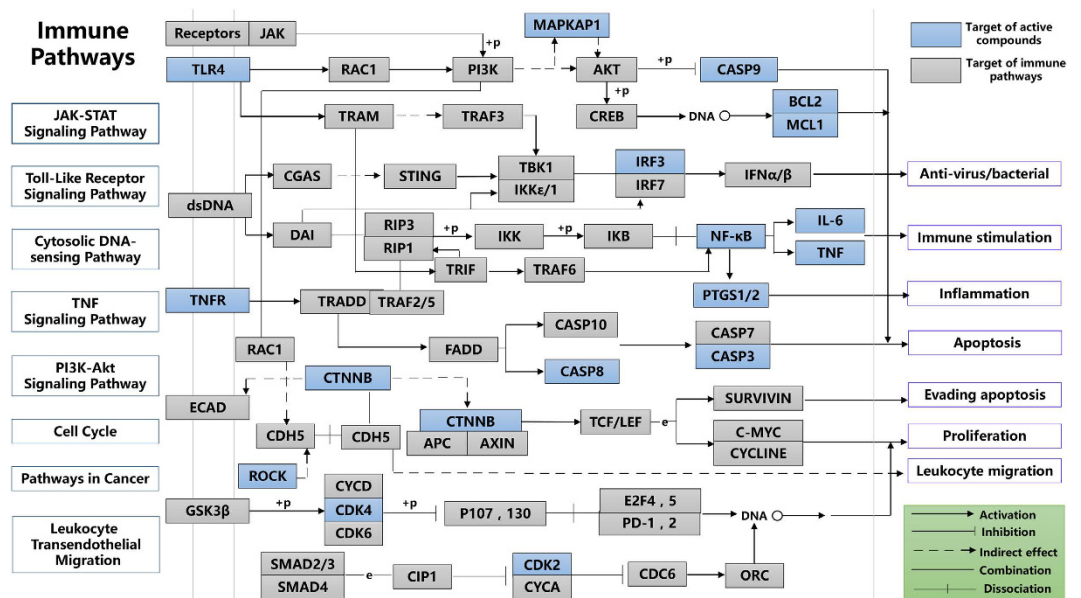 Immune
Pathways
JAK-STAT
Signaling Pathway
Toll-Like Receptor
Signaling Pathway
Cytosolic DNA-
sensing Pathway
TNF
Signaling Pathway
PI3K-Akt
Signaling Pathway
Cell Cycle
Pathways in Cancer
Leukocyte
Transendothelial
Migration
Receptors JAK
+p
MAPKAP1
TLR4 RAC1 PI3K AKT +p CASP9
+p
TRAM TRAF3 CREB DNA BCL2
MCL1
CGAS STING TBK1
IKKε/1
IRF3
IRF7
IFNα/β
dsDNA
DAI RIP3
RIP1
+p IKK +p IKB NF-κB IL-6
TNF
TRIF TRAF6
TNFR TRADD TRAF2/5 PTGS1/2
RAC1 FADD CASP10
CASP8
CASP7
CASP3
CTNNB
ECAD CTNNB
APC AXIN
TCF/LEF e SURVIVIN
C-MYC
CYCLINE
CDH5 CDH5
ROCK
GSK3β +p CYCD
CDK4
CDK6
+p P107 , 130 E2F4 , 5
PD-1 , 2
DNA
SMAD2/3
SMAD4
e CIP1 CDK2
CYCA
CDC6 ORC
Target of active
compounds
Target of immune
pathways
Anti-virus/bacterial
Immune stimulation
Inflammation
Apoptosis
Evading apoptosis
Proliferation
Leukocyte migration
Activation
Inhibition
Indirect effect
Combination
Dissociation